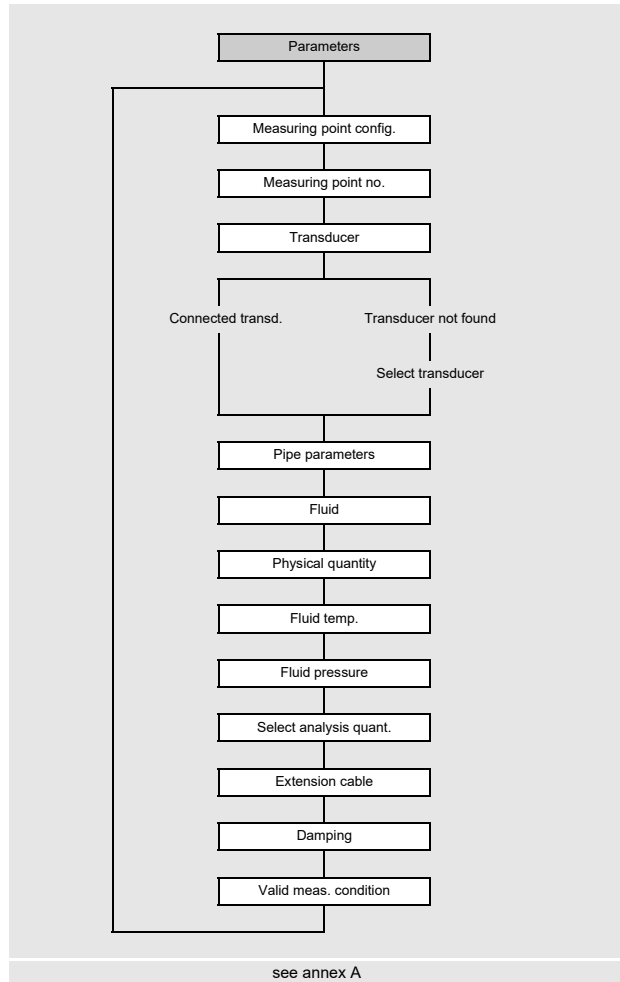 Parameters
Measuring point config.
Measuring point no.
Transducer
Connected transd.
Transducer not found
Select transducer
Pipe parameters
Fluid
Physical quantity
Fluid temp.
Fluid pressure
Select analysis quant.
Extension cable
Damping
Valid meas. condition
see annex A